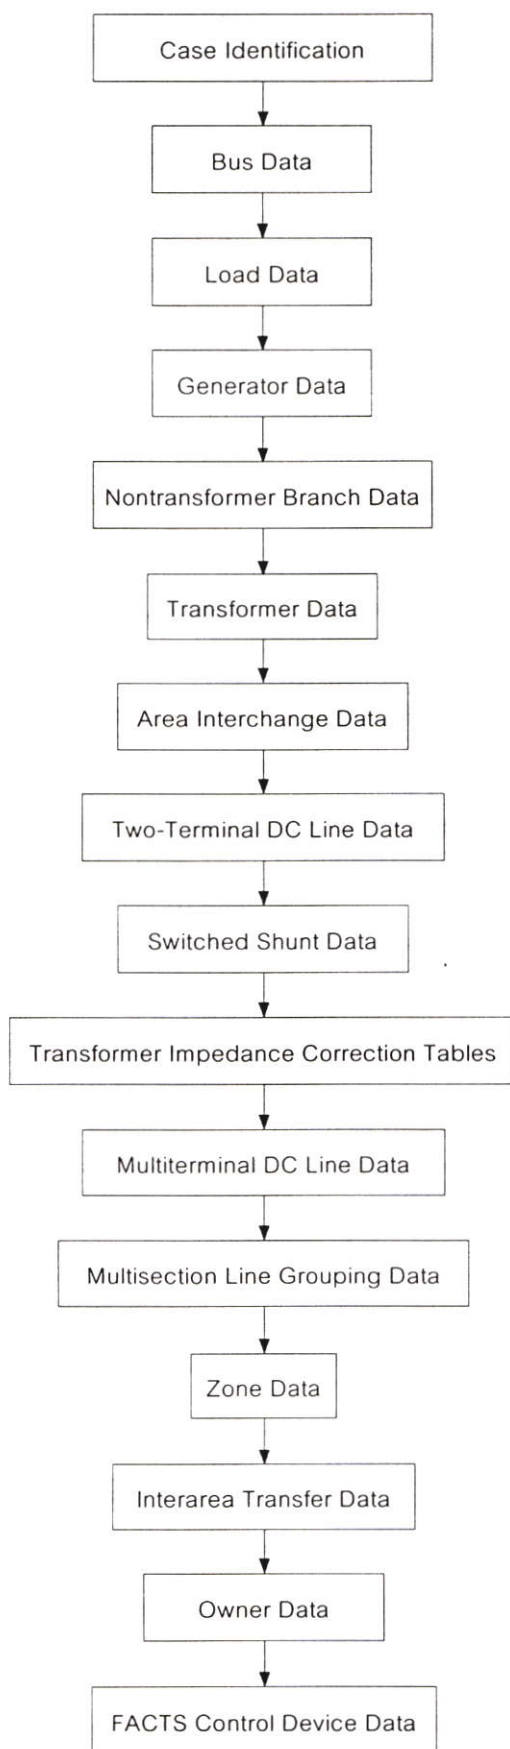 Case Identification
Bus Data
Load Data
Generator Data
Nontransformer Branch Data
Transformer Data
Area Interchange Data
Two-Terminal DC Line Data
Switched Shunt Data
Transformer Impedance Correction Tables
Multiterminal DC Line Data
Multisection Line Grouping Data
Zone Data
Interarea Transfer Data
Owner Data
FACTS Control Device Data